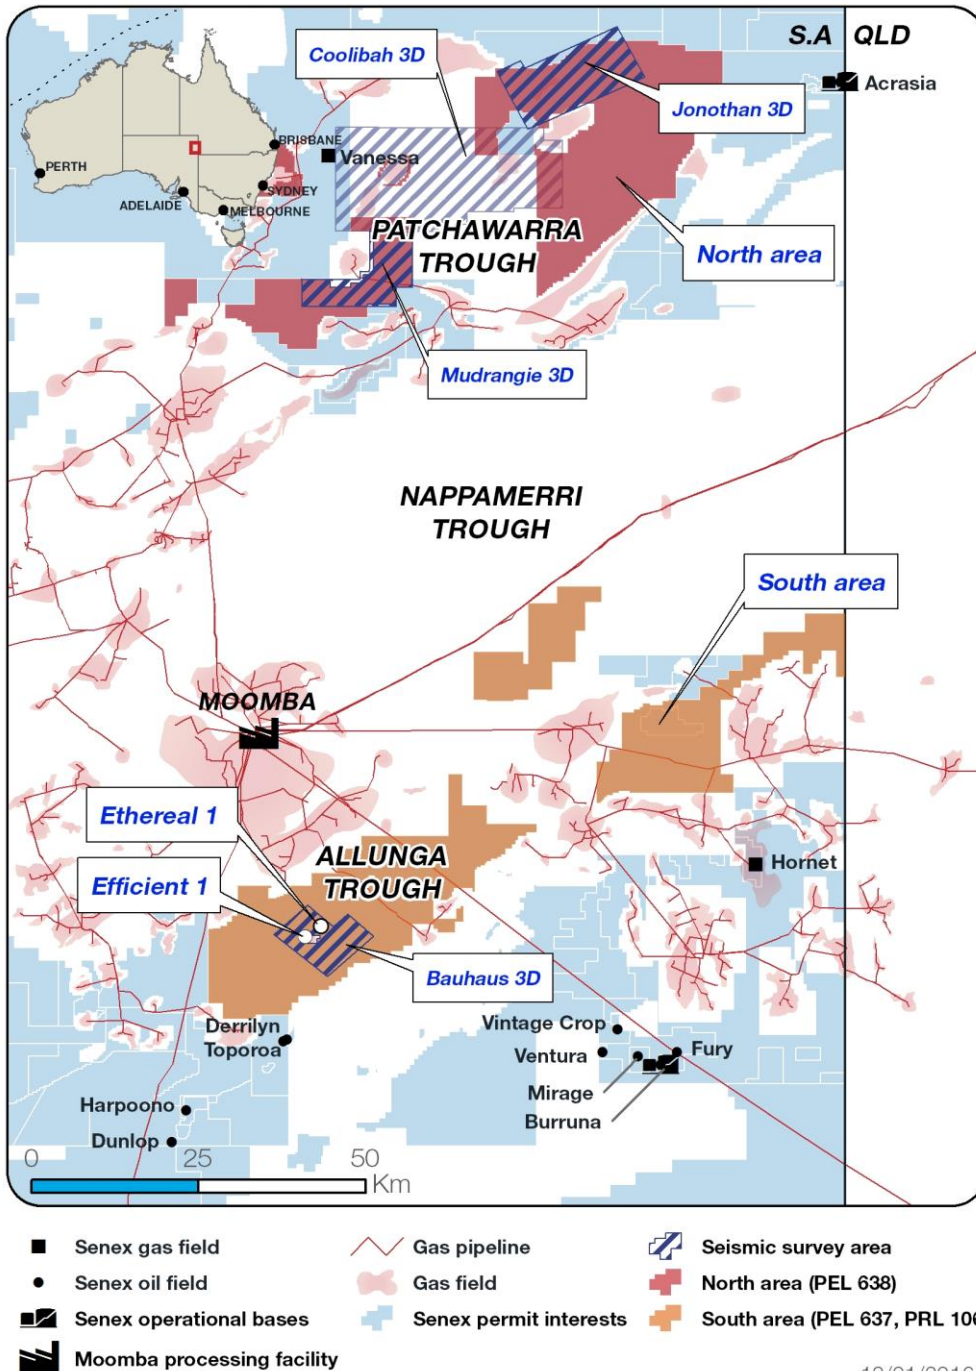 S.A
QLD
Coolibah 3D
Acrasia
Jonothan 3D
BRISBANE
Vanessa
PERTH
SYDNEY
ADELAIDE
MELBOURNE
PATCHAWARRA
TROUGH
North area
Mudrangie 3D
NAPPAMERRI
TROUGH
South area
MOOMBA
Ethereal 1
ALLUNGA
TROUGH
Efficient 1
Hornet
Bauhaus 3D
Derrilyn
Toporoa
Vintage Crop
Ventura
Fury
Mirage
Burruna
Harpoono
Dunlop
0 25 50
Km
Senex gas field
Senex oil field
Senex operational bases
Moomba processing facility
Gas pipeline
Gas field
Senex permit interests
Seismic survey area
North area (PEL 638)
South area (PEL 637, PRL 106